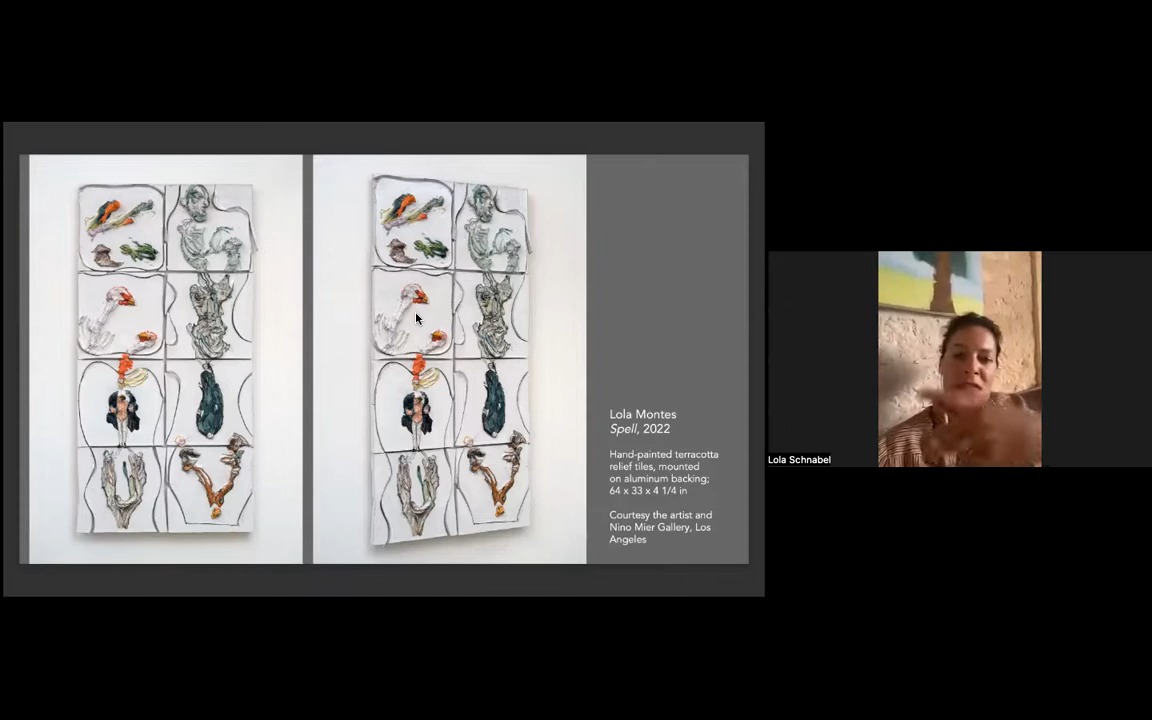 Lola Montes
Spell, 2022
Hand-painted terracotta
relief tiles, mounted
on aluminum backing;
64 x 33 x 4 1/4 in
Courtesy the artist and
Nino Mier Gallery, Los
Angeles
Lola Schnabel